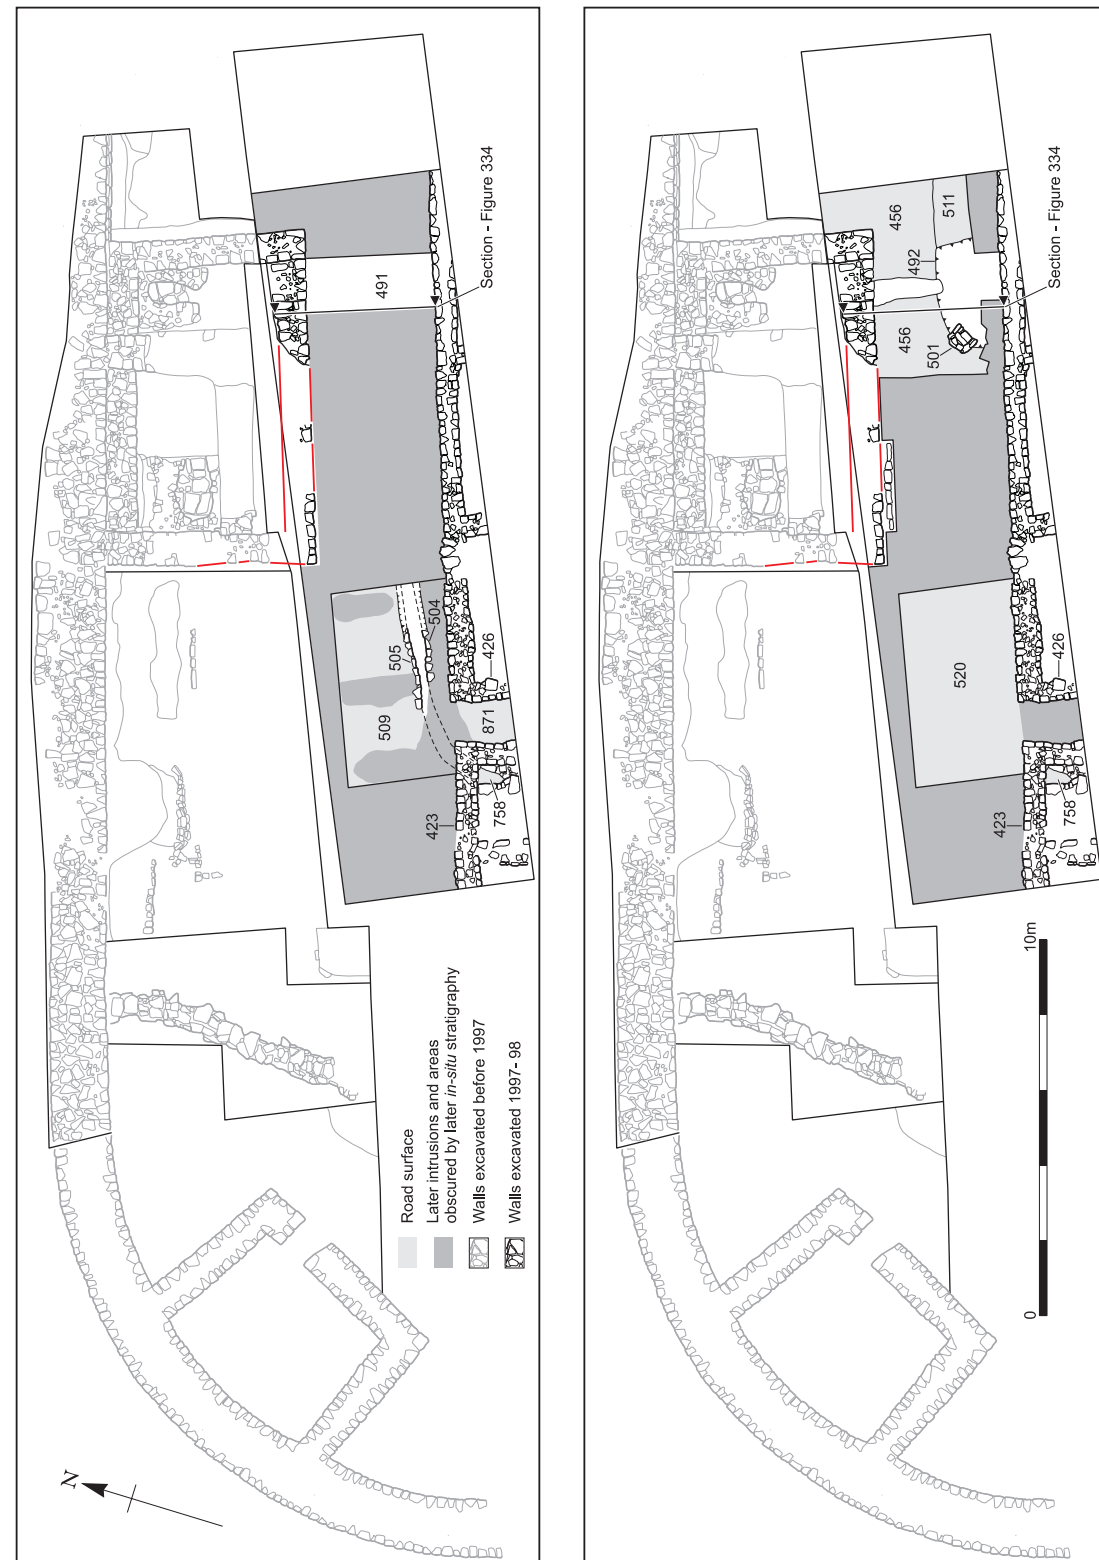 Section - Figure 334
491
505
504
426
509
871
758
423
Road surface
Later intrusions and areas
obscured by later in-situ stratigraphy
Walls excavated before 1997
Walls excavated 1997- 98
N
Section - Figure 334
456
511
492
456
501
426
520
758
423
10m
0